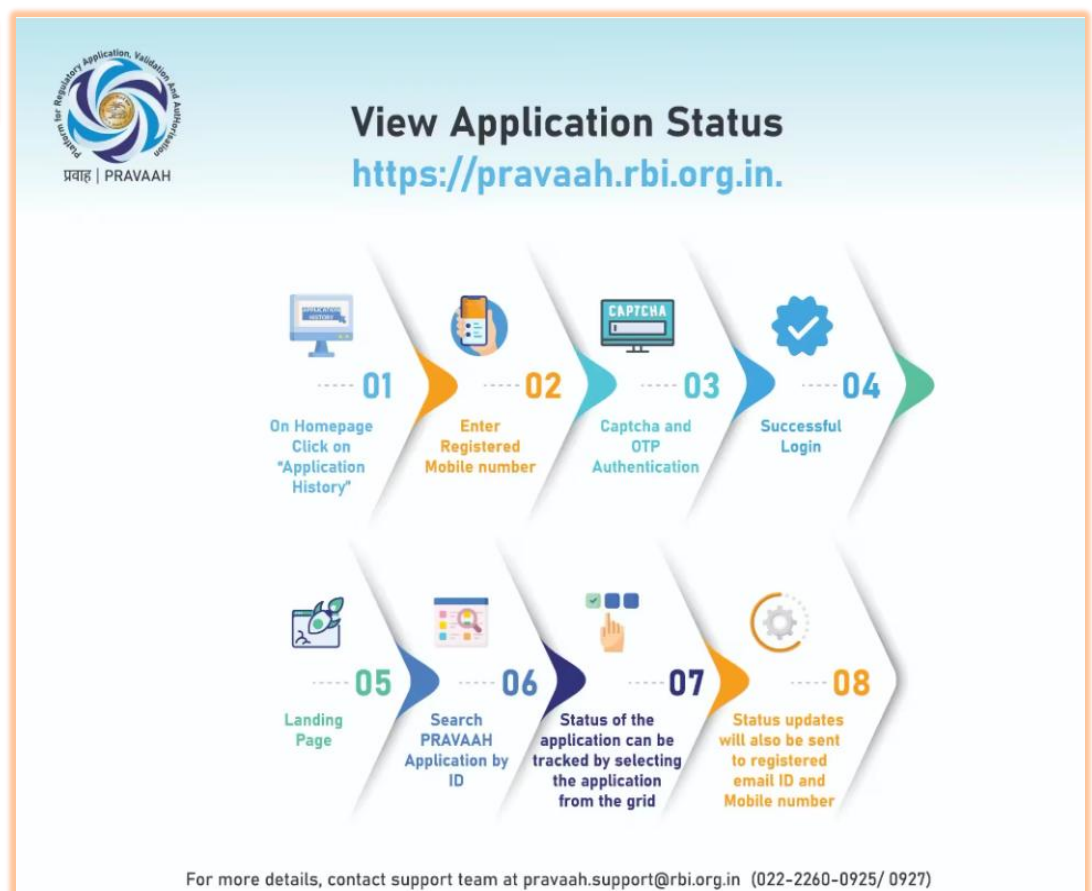 Platform for Regulatory Application, Validation And AuthorIsation
प्रवाह | PRAVAAH
View Application Status
https://pravaah.rbi.org.in.
APPLICATION
HISTORY
01
On Homepage
Click on
"Application
History"
02
Enter
Registered
Mobile number
CAPTCHA
03
Captcha and
OTP
Authentication
04
Successful
Login
05
Landing
Page
06
Search
PRAVAAH
Application by
ID
07
Status of the
application can be
tracked by selecting
the application
from the grid
08
Status updates
will also be sent
to registered
email ID and
Mobile number
For more details, contact support team at pravaah.support@rbi.org.in (022-2260-0925/ 0927)